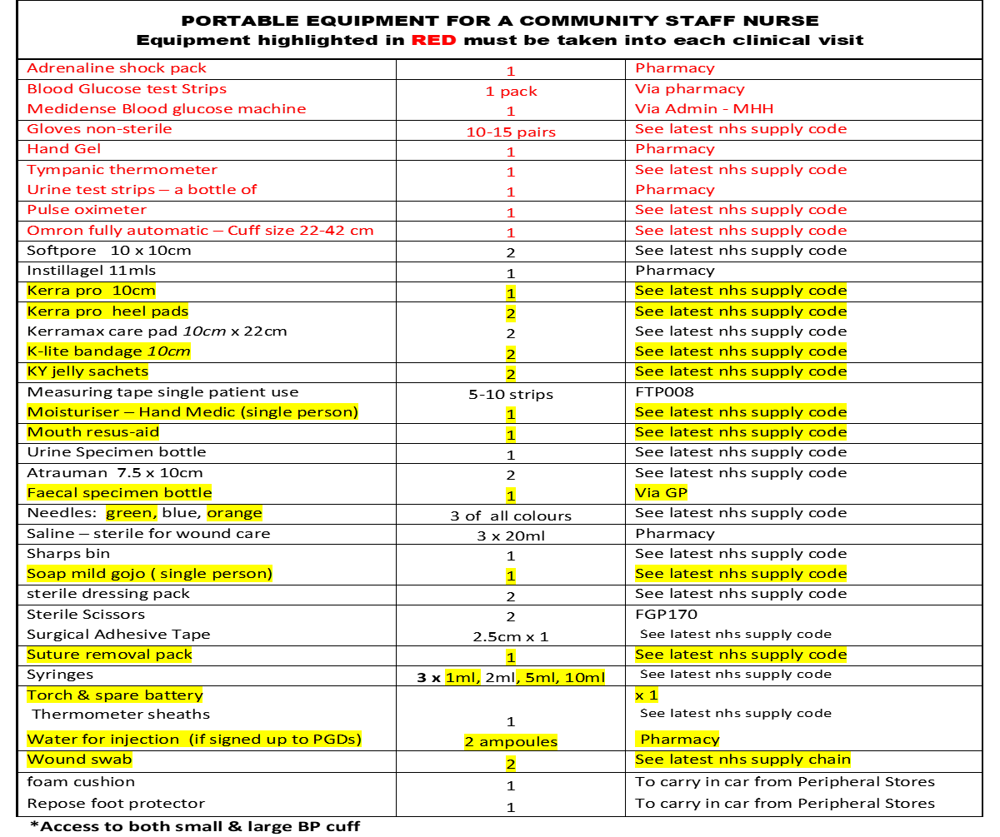 PORTABLE EQUIPMENT FOR A COMMUNITY STAFF NURSE
Equipment highlighted in RED must be taken into each clinical visit
Adrenaline shock pack 1 Pharmacy
Blood Glucose test Strips 1 pack Via pharmacy
Medidense Blood glucose machine 1 Via Admin - MHH
Gloves non-sterile 10-15 pairs See latest nhs supply code
Hand Gel 1 Pharmacy
Tympanic thermometer 1 See latest nhs supply code
Urine test strips – a bottle of 1 Pharmacy
Pulse oximeter 1 See latest nhs supply code
Omron fully automatic – Cuff size 22-42 cm 1 See latest nhs supply code
Softpore 10 x 10cm 2 See latest nhs supply code
Instillagel 11mls 1 Pharmacy
Kerra pro 10cm 1 See latest nhs supply code
Kerra pro heel pads 2 See latest nhs supply code
Kerramax care pad 10cm x 22cm 2 See latest nhs supply code
K-lite bandage 10cm 2 See latest nhs supply code
KY jelly sachets 2 See latest nhs supply code
Measuring tape single patient use 5-10 strips FTP008
Moisturiser – Hand Medic (single person) 1 See latest nhs supply code
Mouth resus-aid 1 See latest nhs supply code
Urine Specimen bottle 1 See latest nhs supply code
Atrauman 7.5 x 10cm 2 See latest nhs supply code
Faecal specimen bottle 1 Via GP
Needles: green, blue, orange 3 of all colours See latest nhs supply code
Saline – sterile for wound care 3 x 20ml Pharmacy
Sharps bin 1 See latest nhs supply code
Soap mild gojo ( single person) 1 See latest nhs supply code
sterile dressing pack 2 See latest nhs supply code
Sterile Scissors 2 FGP170
Surgical Adhesive Tape 2.5cm x 1 See latest nhs supply code
Suture removal pack 1 See latest nhs supply code
Syringes 3 x 1ml, 2ml, 5ml, 10ml See latest nhs supply code
Torch & spare battery x 1
Thermometer sheaths 1 See latest nhs supply code
Water for injection (if signed up to PGDs) 2 ampoules Pharmacy
Wound swab 2 See latest nhs supply chain
foam cushion 1 To carry in car from Peripheral Stores
Repose foot protector 1 To carry in car from Peripheral Stores
*Access to both small & large BP cuff